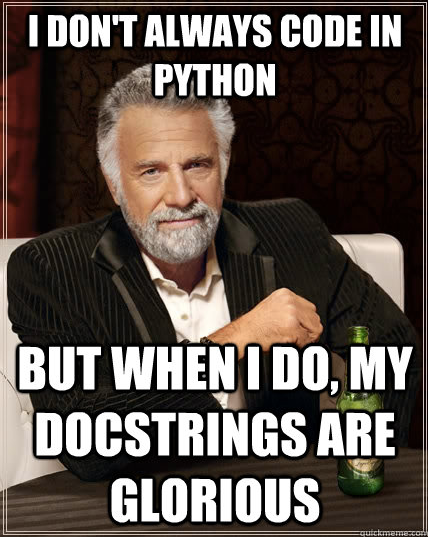 I DON'T ALWAYS CODE IN
PYTHON
BUT WHEN I DO, MY
DOCSTRINGS ARE
GLORIOUS
quickmeme.com